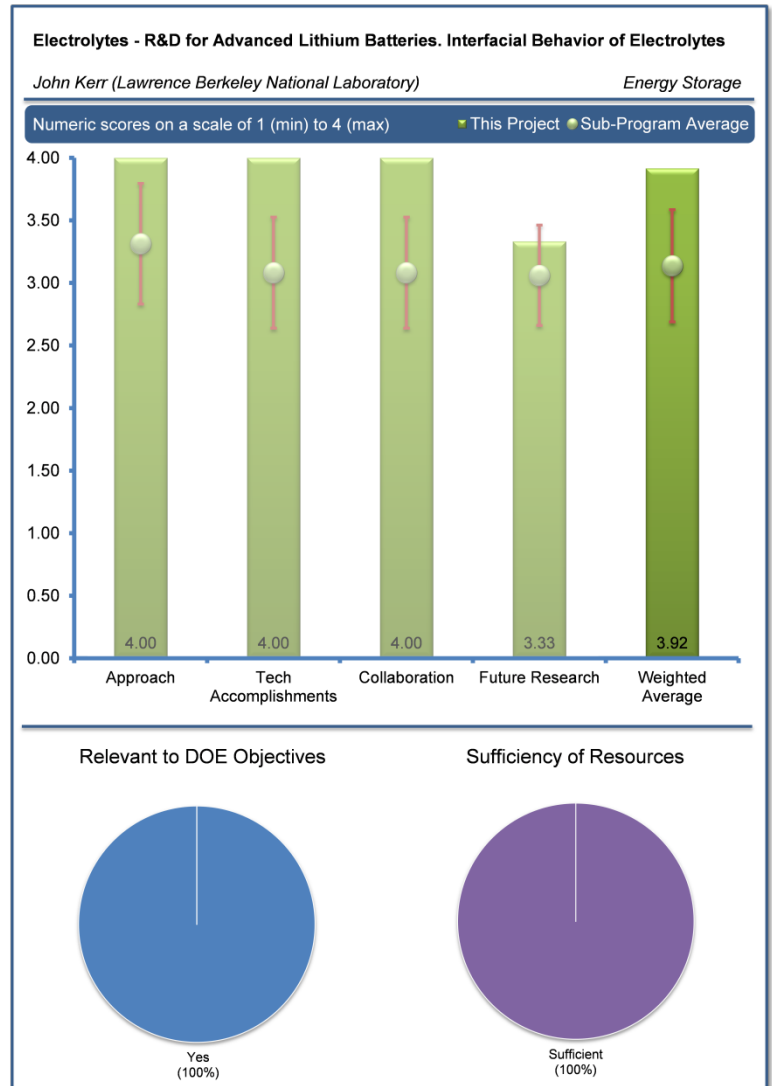 Electrolytes - R&D for Advanced Lithium Batteries. Interfacial Behavior of Electrolytes
John Kerr (Lawrence Berkeley National Laboratory) Energy Storage
Numeric scores on a scale of 1 (min) to 4 (max) This Project Sub-Program Average
4.00
3.50
3.00
2.50
2.00
1.50
1.00
0.50
0.00
4.00 4.00 4.00 3.33 3.92
Approach Tech Collaboration Future Research Weighted
Accomplishments Average
Relevant to DOE Objectives Sufficiency of Resources
Yes Sufficient
(100%) (100%)